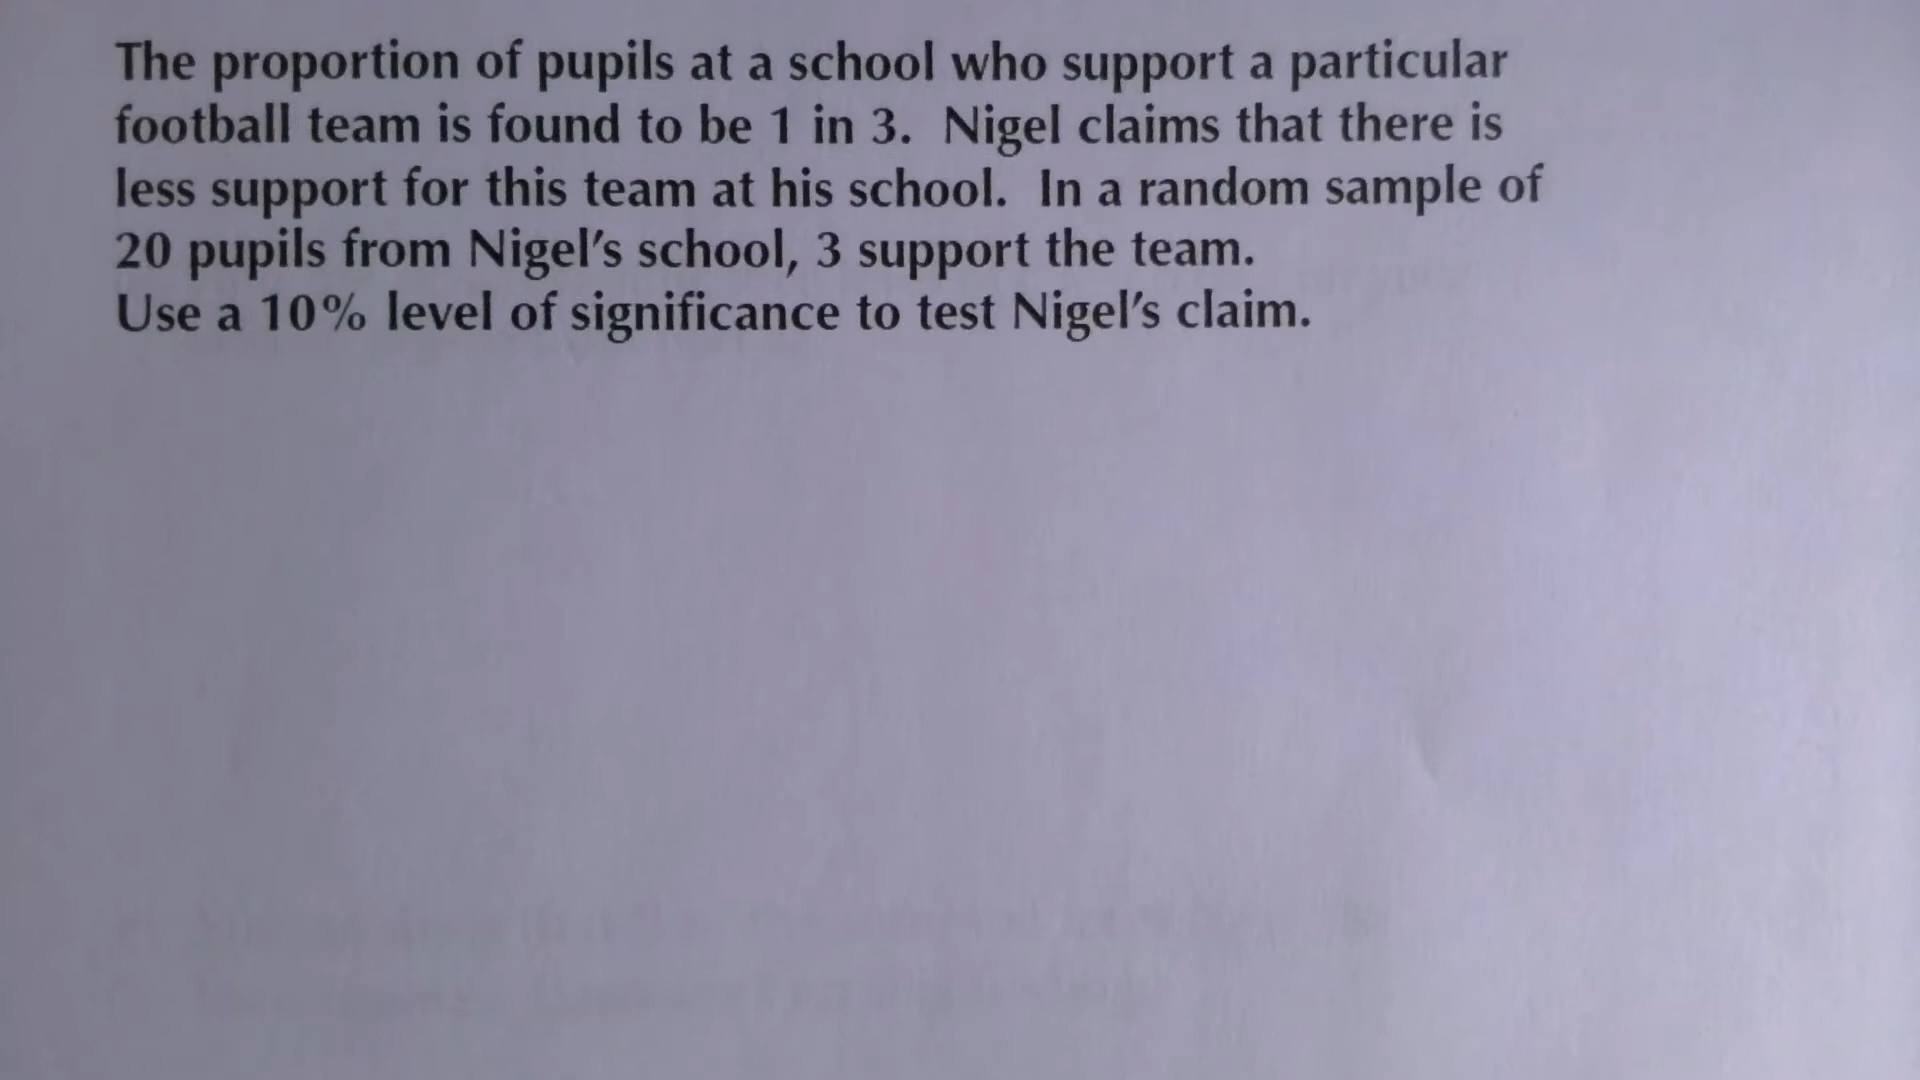 The proportion of pupils at a school who support a particular
football team is found to be 1 in 3. Nigel claims that there is
less support for this team at his school. In a random sample of
20 pupils from Nigel's school, 3 support the team.
Use a 10% level of significance to test Nigel's claim.